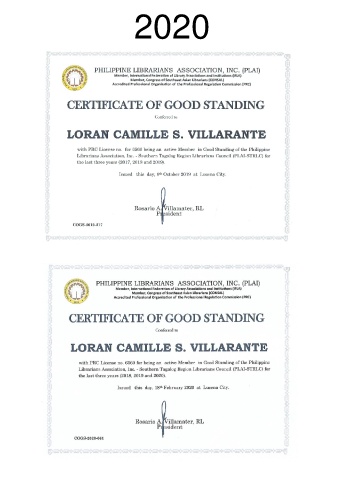 2020
PHILIPPINE LIBRARIANS ASSOCIATION, INC. (PLAI)
Member, International Federation of Library Associations and Institutions (IFLA)
Member, Congress of Southeast Asian Librarians (CONSAL)
Accredited Professional Organization of the Professional Regulation Commission (PRC)
CERTIFICATE OF GOOD STANDING
Conferred to
LORAN CAMILLE S. VILLARANTE
with PRC License no. for being an active Member in Good Standing of the Philippine
Librarians Association, Inc. - Southern Tagalog Region Librarians Council (PLAI-STRLC) for
the last three years (2017, 2018 and 2019).
Issued this day, 8th October 2019 at Lucena City.
Rosario A. Villamater, RL
President
COGS-2019-317
PHILIPPINE LIBRARIANS ASSOCIATION, INC. (PLAI)
Member, International Federation of Library Associations and Institutions (IFLA)
Member, Congress of Southeast Asian Librarians (CONSAL)
Accredited Professional Organization of the Professional Regulation Commission (PRC)
CERTIFICATE OF GOOD STANDING
Conferred to
LORAN CAMILLE S. VILLARANTE
with PRC License no. for being an active Member in Good Standing of the Philippine
Librarians Association, Inc. - Southern Tagalog Region Librarians Council (PLAI-STRLC) for
the last three years (2018, 2019 and 2020).
Issued this day, February 2020 at Lucena City.
Rosario A. Villamater, RL
President